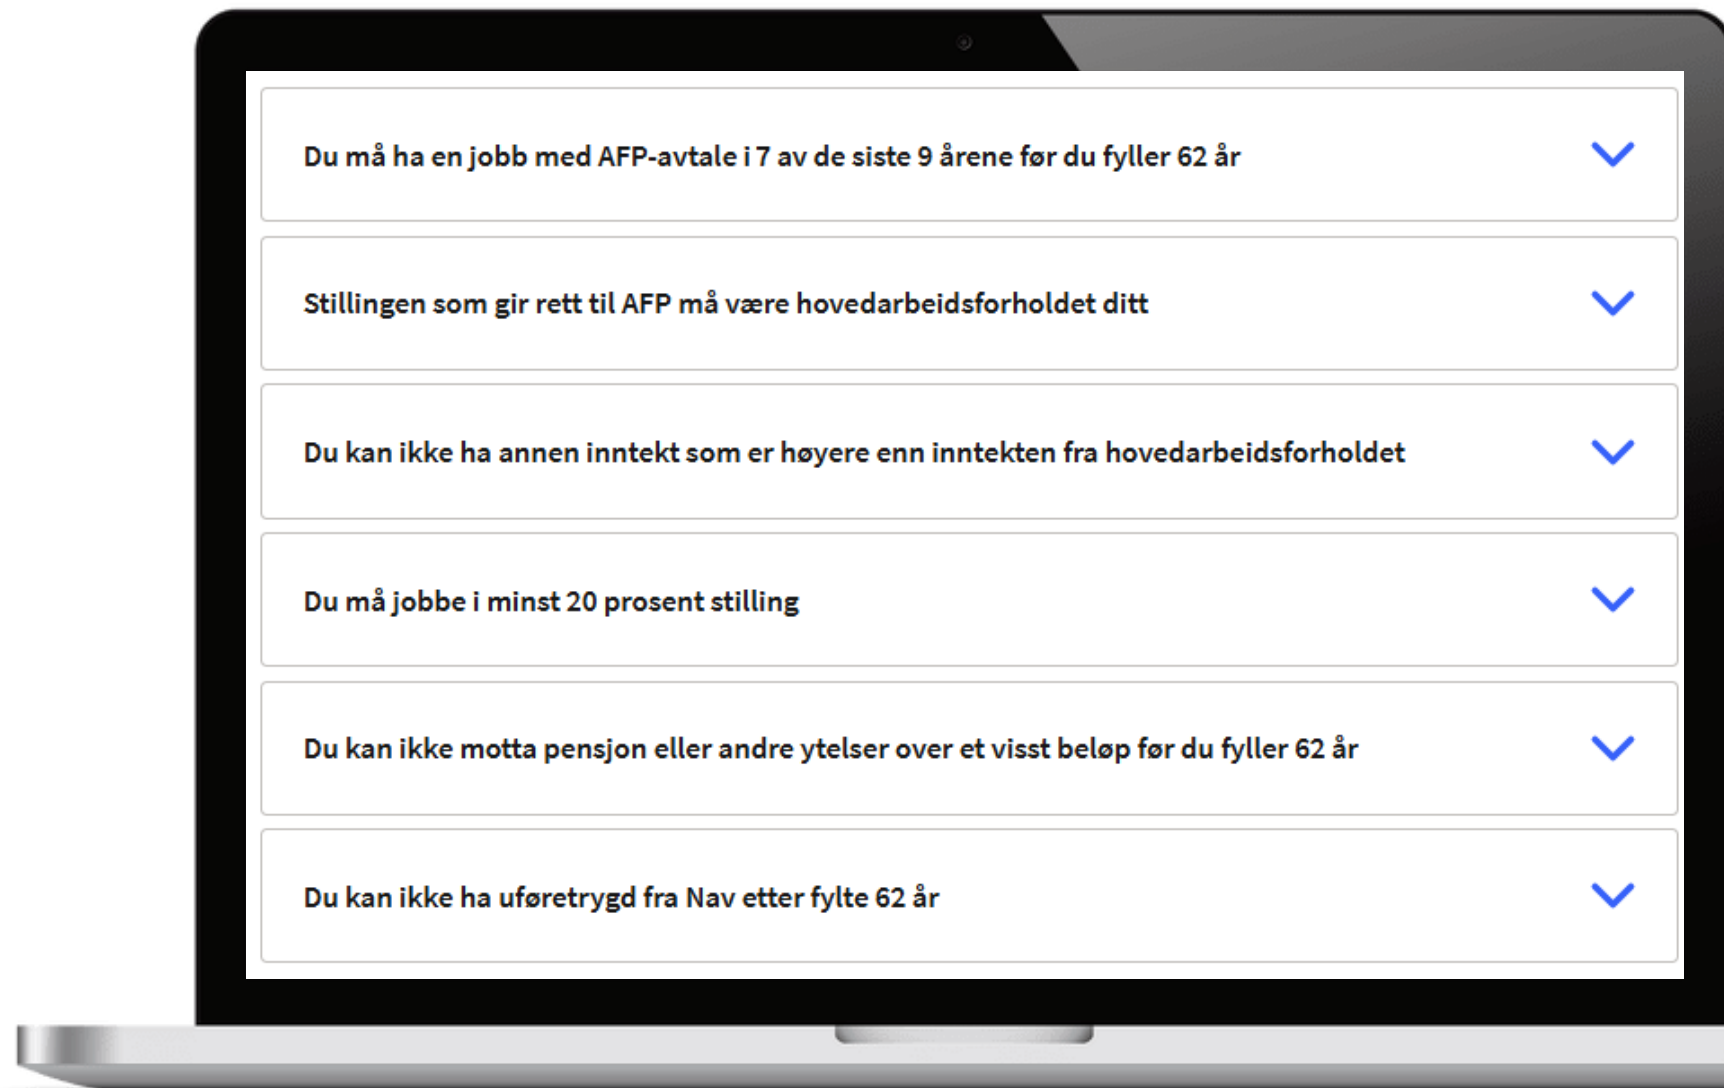 Du må ha en jobb med AFP-avtale i 7 av de siste 9 årene før du fyller 62 år
Stillingen som gir rett til AFP må være hovedarbeidsforholdet ditt
Du kan ikke ha annen inntekt som er høyere enn inntekten fra hovedarbeidsforholdet
Du må jobbe i minst 20 prosent stilling
Du kan ikke motta pensjon eller andre ytelser over et visst beløp før du fyller 62 år
Du kan ikke ha uføretrygd fra Nav etter fylte 62 år